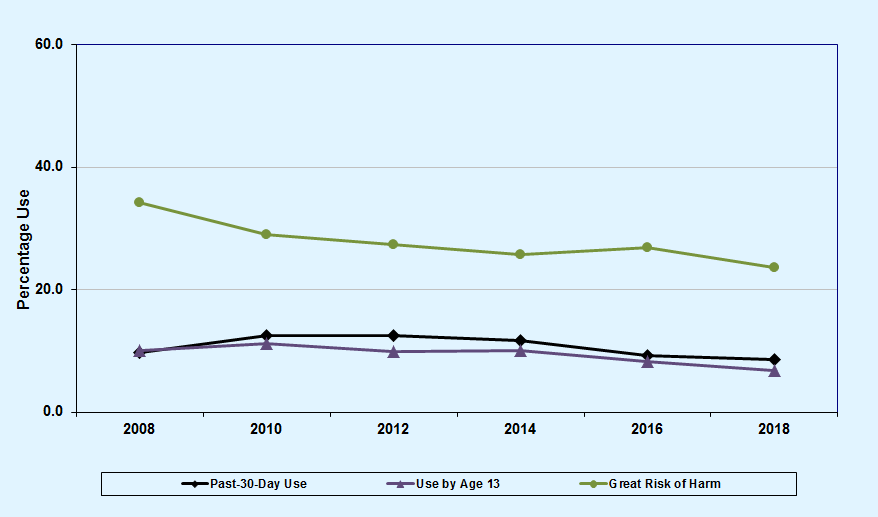 60.0
40.0
20.0
0.0
Percentage Use
2008 2010 2012 2014 2016 2018
Past-30-Day Use Use by Age 13 Great Risk of Harm